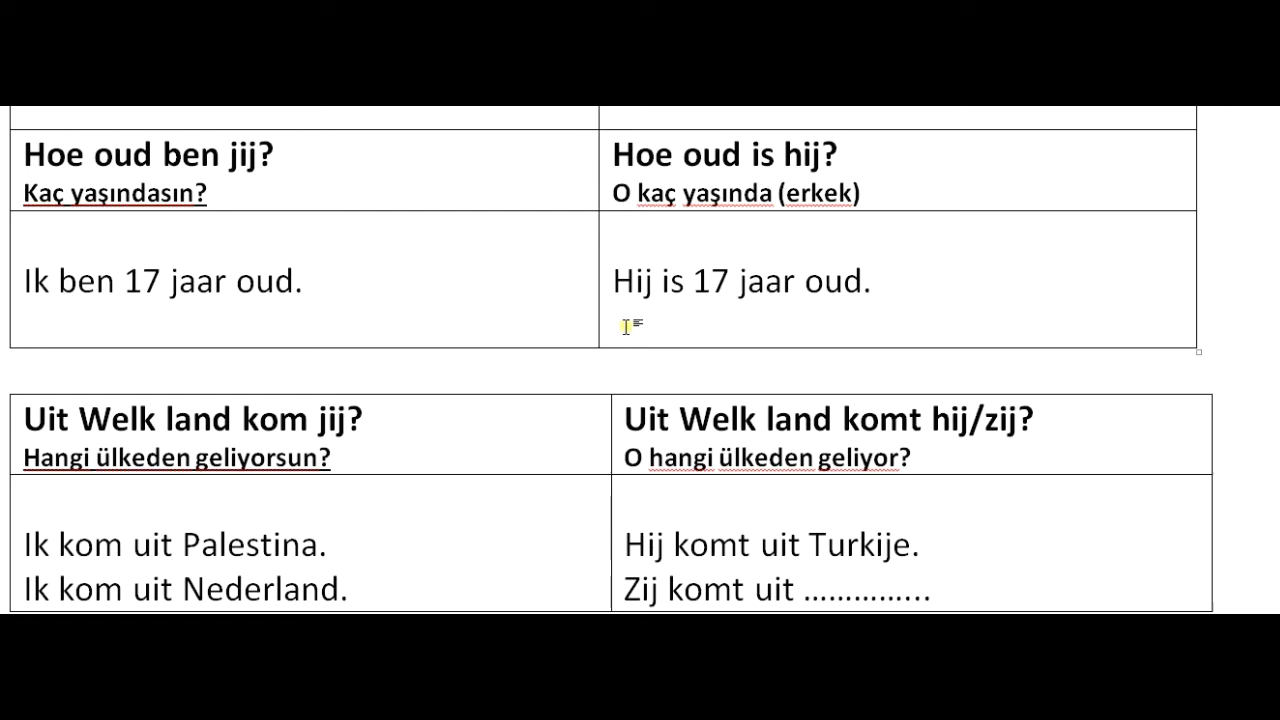 Hoe oud ben jij?
Kaç yaşındasın?
Hoe oud is hij?
O kaç yaşında (erkek)
Ik ben 17 jaar oud.
Hij is 17 jaar oud.
Uit Welk land kom jij?
Hangi ülkeden geliyorsun?
Uit Welk land komt hij/zij?
O hangi ülkeden geliyor?
Ik kom uit Palestina.
Ik kom uit Nederland.
Hij komt uit Turkije.
Zij komt uit …………...